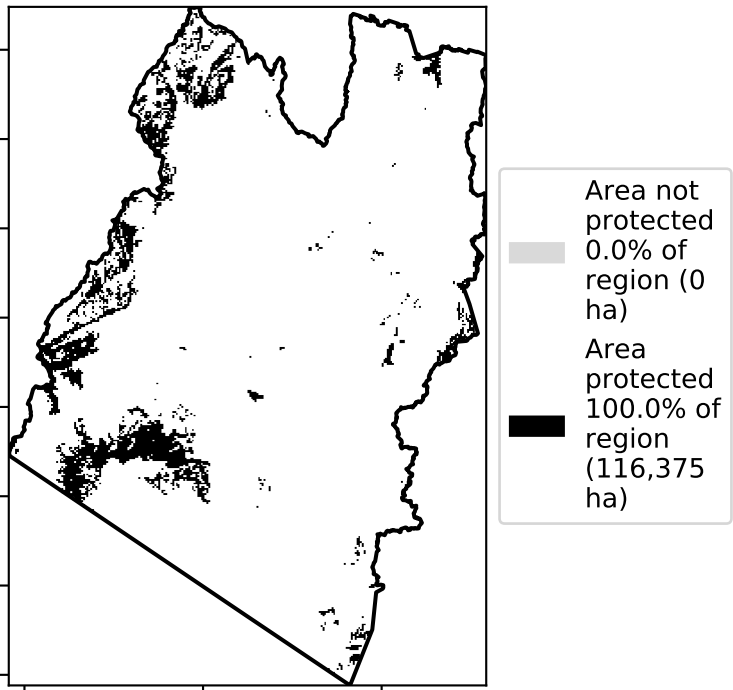 Area not
protected
0.0% of
region (0
ha)
Area
protected
100.0% of
region
(116,375
ha)